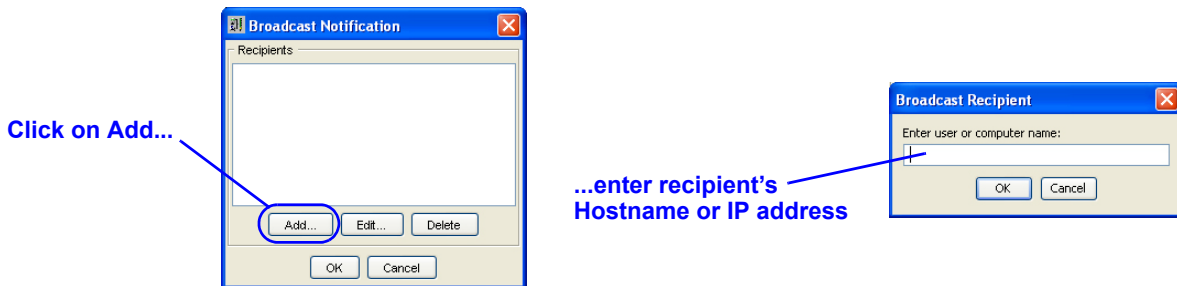 Broadcast Notification
Recipients
Click on Add...
Add...
Edit...
Delete
OK
Cancel
Broadcast Recipient
Enter user or computer name:
...enter recipient’s
Hostname or IP address
OK
Cancel